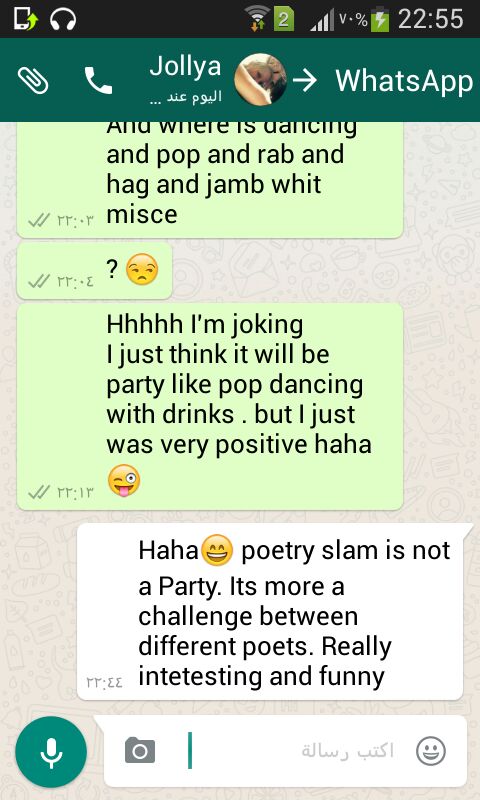 2 ٧٠% 22:55
WhatsApp
Jollya
اليوم عند ...
And where is dancing
and pop and rab and
hag and jamb whit
misce
٢٢:٠٣
? 😒
٢٢:٠٤
Hhhhh I'm joking
I just think it will be
party like pop dancing
with drinks . but I just
was very positive haha
😜
٢٢:١٣
Haha😄 poetry slam is not
a Party. Its more a
challenge between
different poets. Really
intetesting and funny
٢٢:٤٤
اكتب رسالة